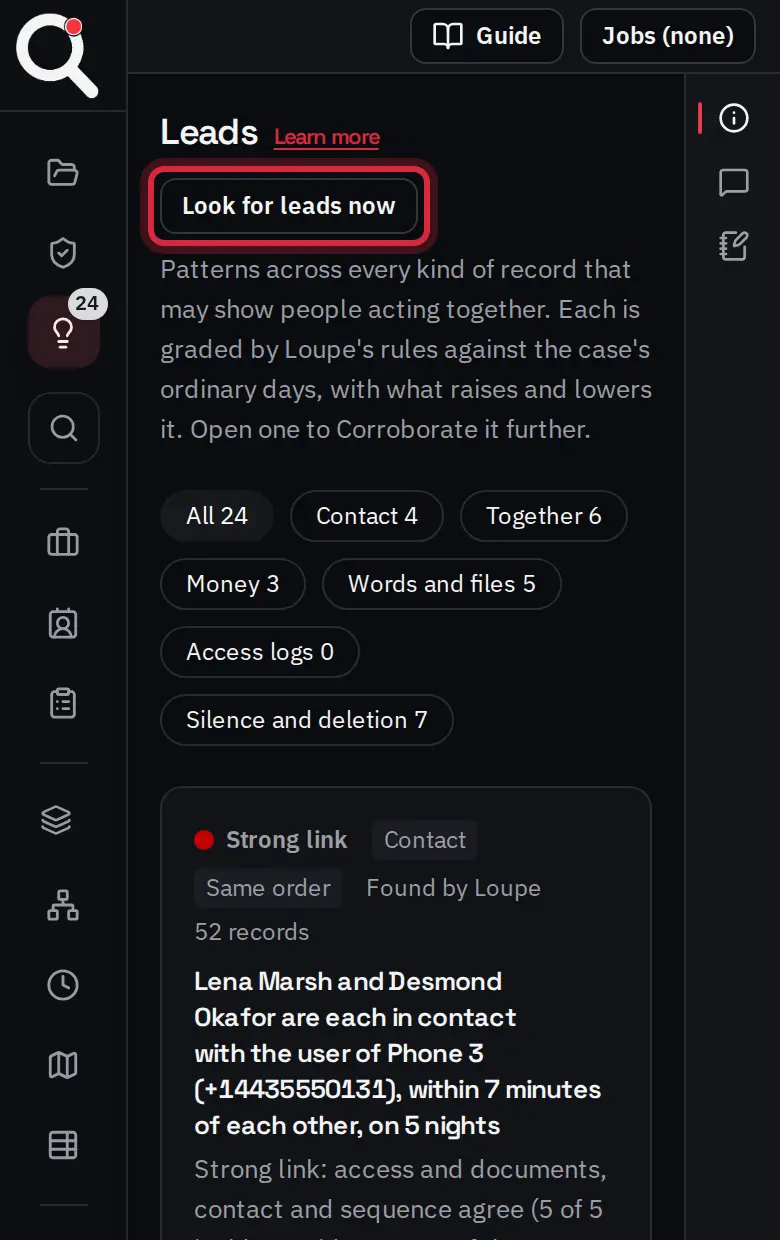 Guide
Jobs (none)
Leads Learn more
Look for leads now
Patterns across every kind of record that
may show people acting together. Each is
graded by Loupe's rules against the case's
ordinary days, with what raises and lowers
it. Open one to Corroborate it further.
24
All 24
Contact 4
Together 6
Money 3
Words and files 5
Access logs 0
Silence and deletion 7
Strong link
Contact
Same order
Found by Loupe
52 records
Lena Marsh and Desmond
Okafor are each in contact
with the user of Phone 3
(+14435550131), within 7 minutes
of each other, on 5 nights
Strong link: access and documents,
contact and sequence agree (5 of 5